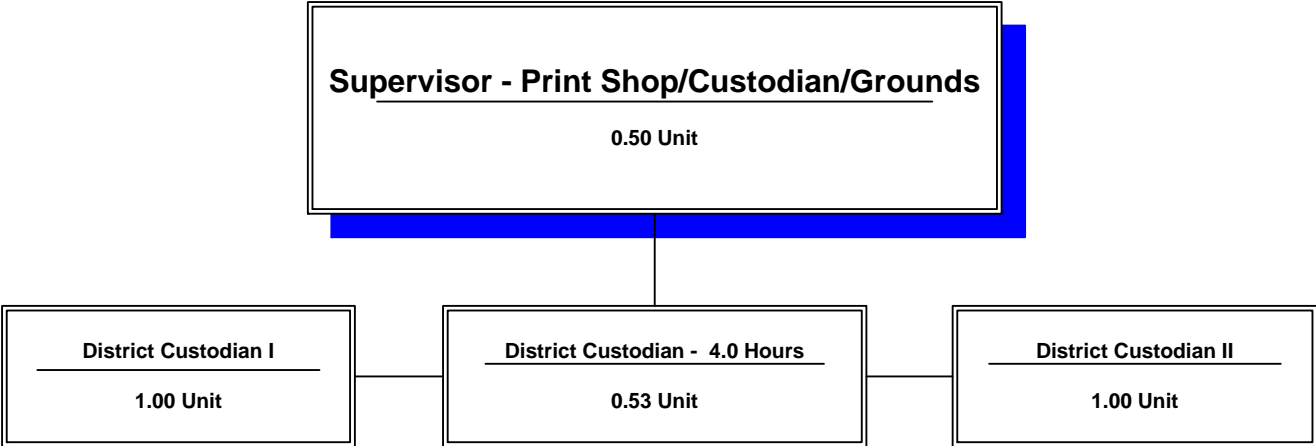 Supervisor - Print Shop/Custodian/Grounds
0.50 Unit
District Custodian I
1.00 Unit
District Custodian - 4.0 Hours
0.53 Unit
District Custodian II
1.00 Unit